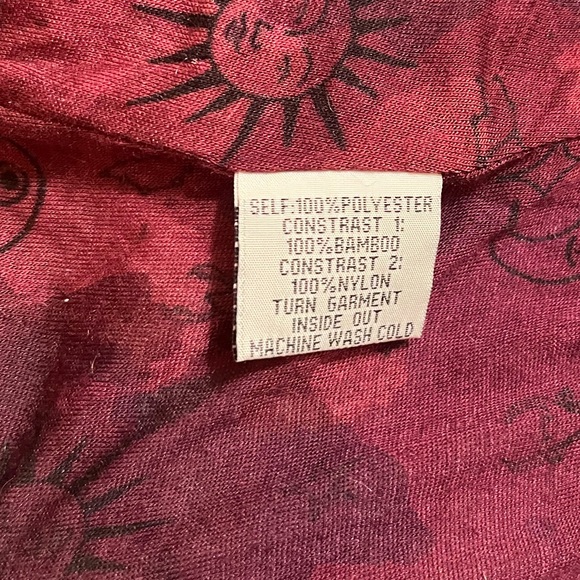 SELF:100%POLYESTER
CONSTRAST 1:
100%BAMBOO
CONSTRAST 2:
100%NYLON
TURN GARMENT
INSIDE OUT
MACHINE WASH COLD